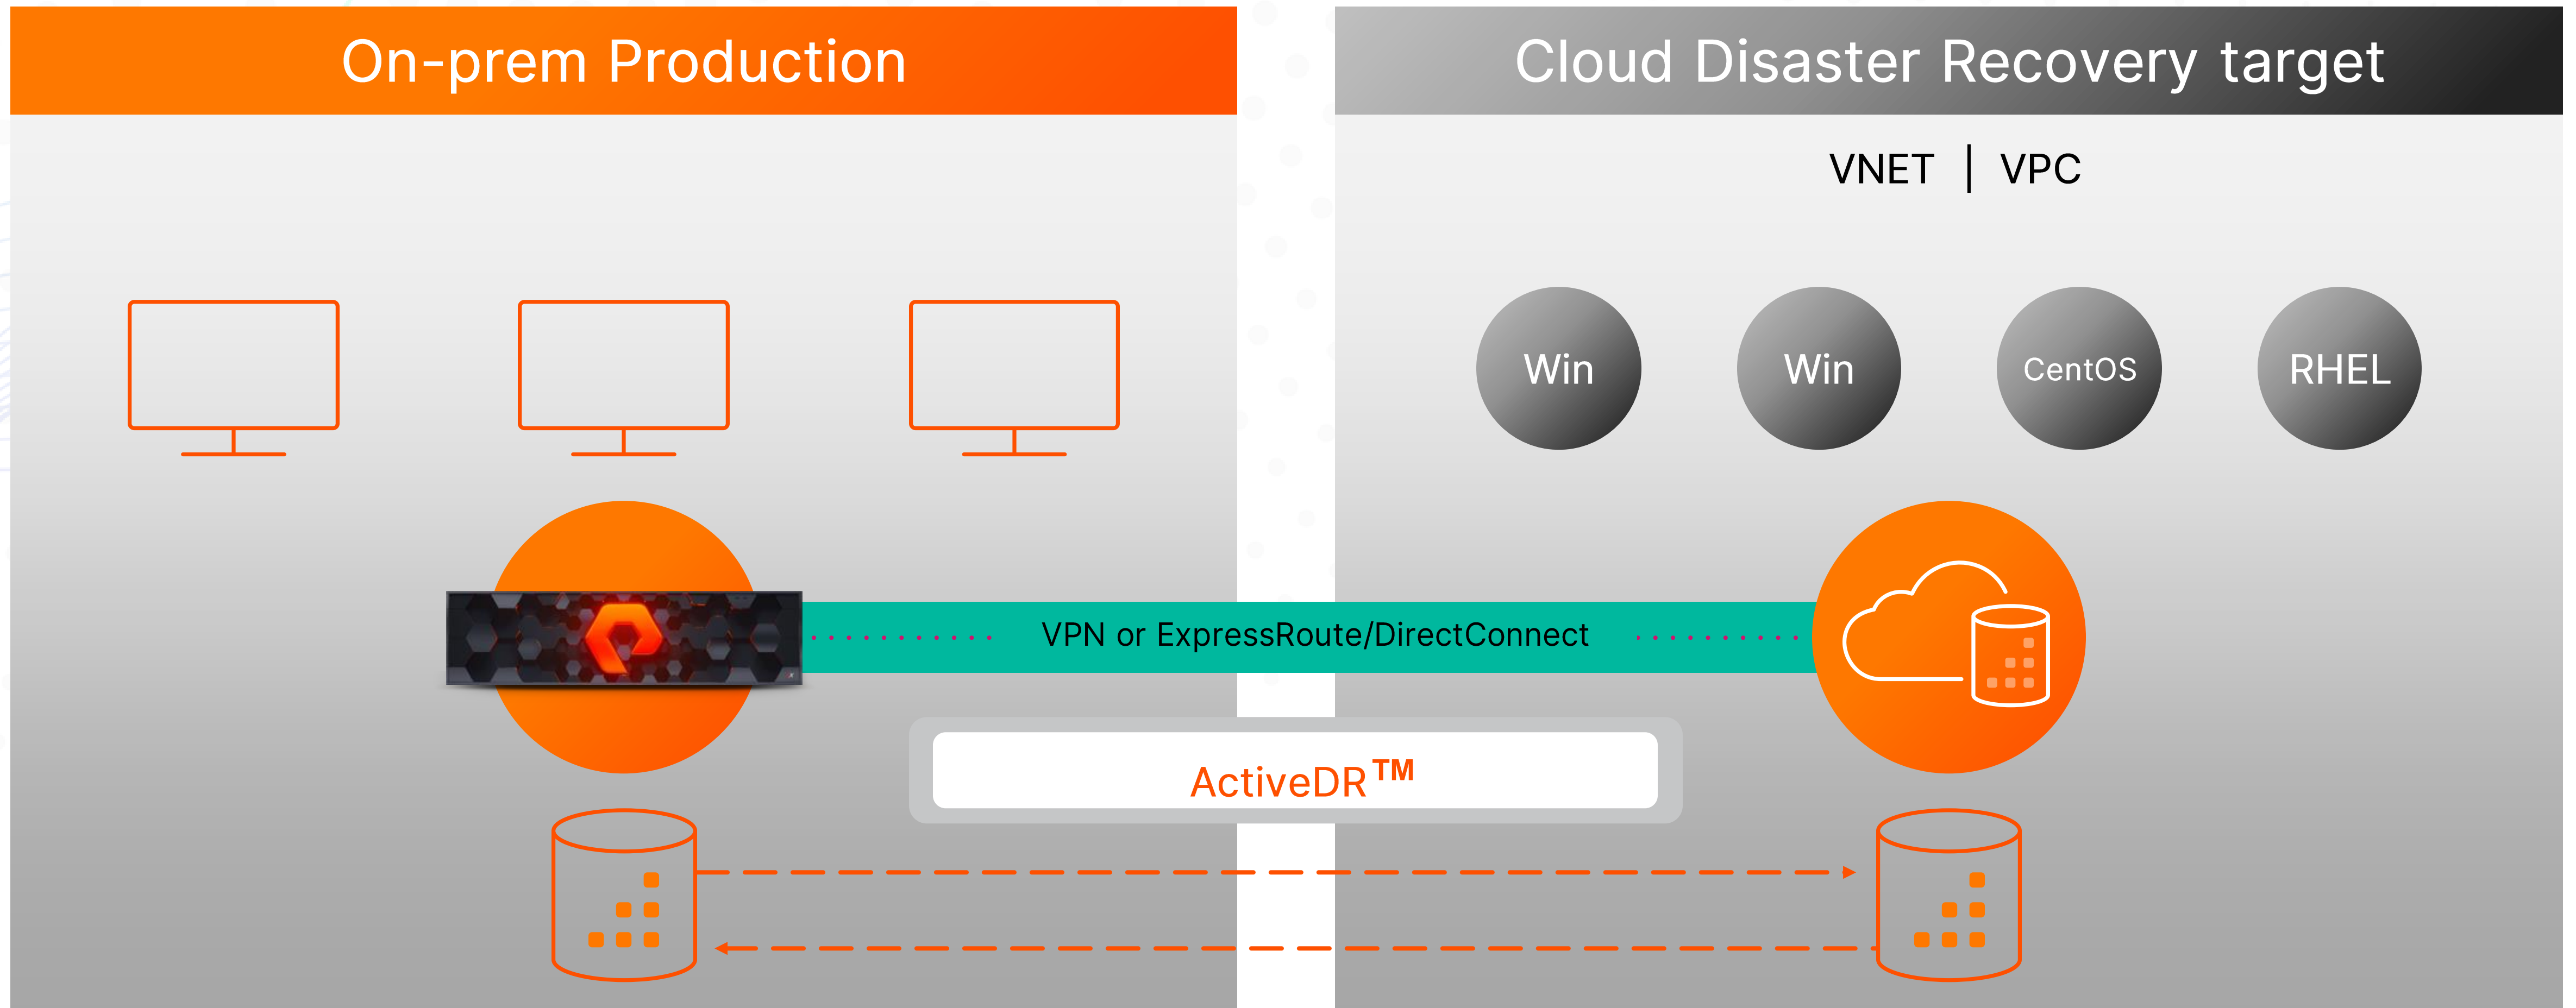 On-prem Production
Cloud Disaster Recovery target
VNET | VPC
Win
Win
CentOS
RHEL
VPN or ExpressRoute/DirectConnect
ActiveDR™